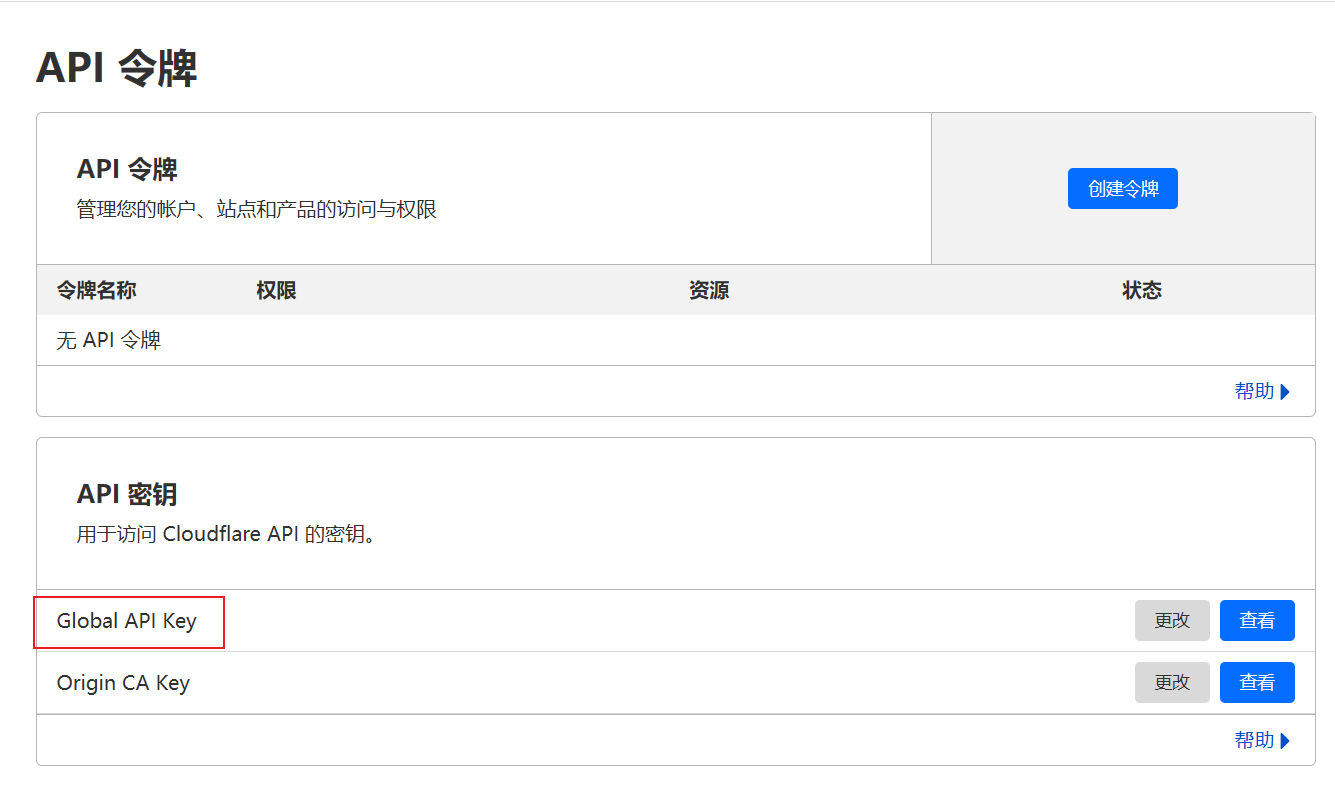 API 令牌
API 令牌
管理您的帐户、站点和产品的访问与权限
创建令牌
令牌名称 权限 资源 状态
无 API 令牌
帮助
API 密钥
用于访问 Cloudflare API 的密钥。
Global API Key 更改 查看
Origin CA Key 更改 查看
帮助